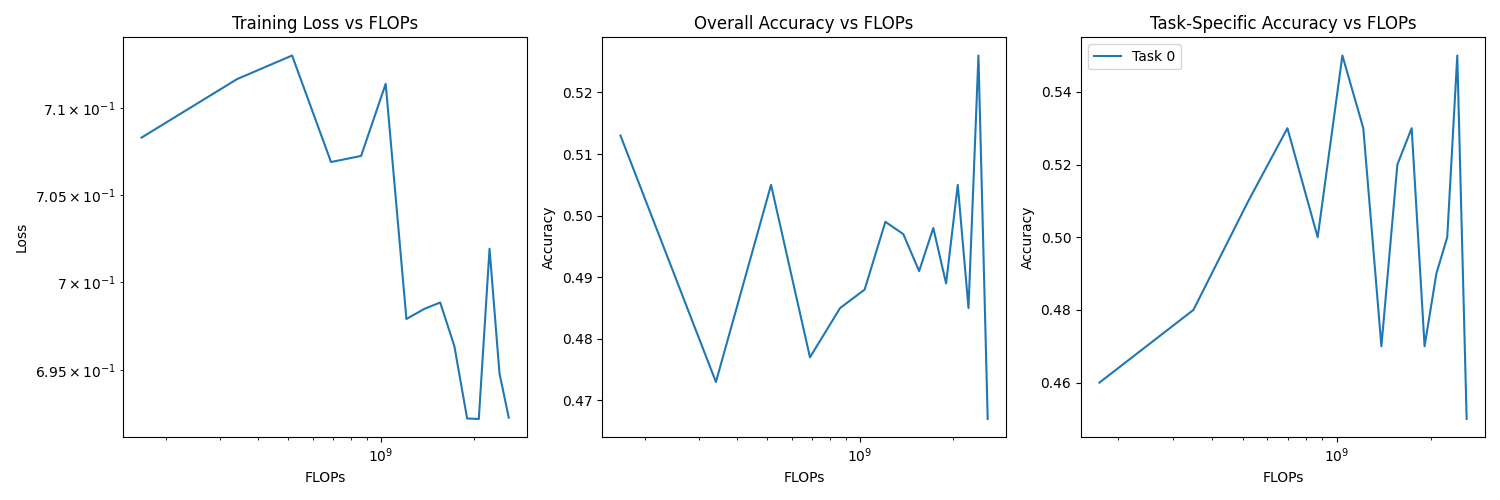 Training Loss vs FLOPs
7.1 × 10⁻¹
7.05 × 10⁻¹
7 × 10⁻¹
6.95 × 10⁻¹
Loss
10⁹
FLOPs
Overall Accuracy vs FLOPs
0.52
0.51
0.50
0.49
0.48
0.47
Accuracy
10⁹
FLOPs
Task-Specific Accuracy vs FLOPs
Task 0
0.54
0.52
0.50
0.48
0.46
Accuracy
10⁹
FLOPs